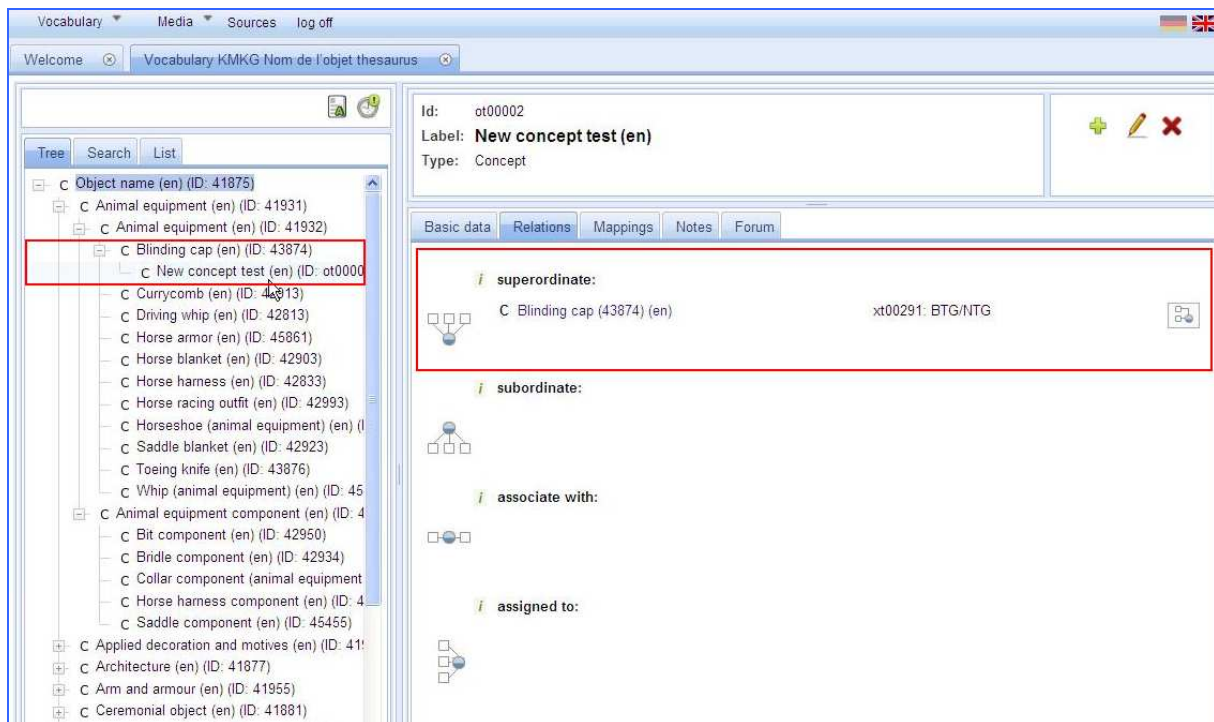 Vocabulary Media Sources log off
Welcome Vocabulary KMKG Nom de l'objet thesaurus
Tree Search List
C Object name (en) (ID: 41875)
C Animal equipment (en) (ID: 41931)
C Animal equipment (en) (ID: 41932)
C Blinding cap (en) (ID: 43874)
C New concept test (en) (ID: ot0000
C Currycomb (en) (ID: 913)
C Driving whip (en) (ID: 42813)
C Horse armor (en) (ID: 45861)
C Horse blanket (en) (ID: 42903)
C Horse harness (en) (ID: 42833)
C Horse racing outfit (en) (ID: 42993)
C Horseshoe (animal equipment) (en) (I
C Saddle blanket (en) (ID: 42923)
C Toeing knife (en) (ID: 43876)
C Whip (animal equipment) (en) (ID: 45
C Animal equipment component (en) (ID: 4
C Bit component (en) (ID: 42950)
C Bridle component (en) (ID: 42934)
C Collar component (animal equipment
C Horse harness component (en) (ID: 4
C Saddle component (en) (ID: 45455)
C Applied decoration and motives (en) (ID: 41
C Architecture (en) (ID: 41877)
C Arm and armour (en) (ID: 41955)
C Ceremonial object (en) (ID: 41881)
Id: ot00002
Label: New concept test (en)
Type: Concept
Basic data Relations Mappings Notes Forum
i superordinate:
C Blinding cap (43874) (en) xt00291: BTG/NTG
i subordinate:
i associate with:
i assigned to: